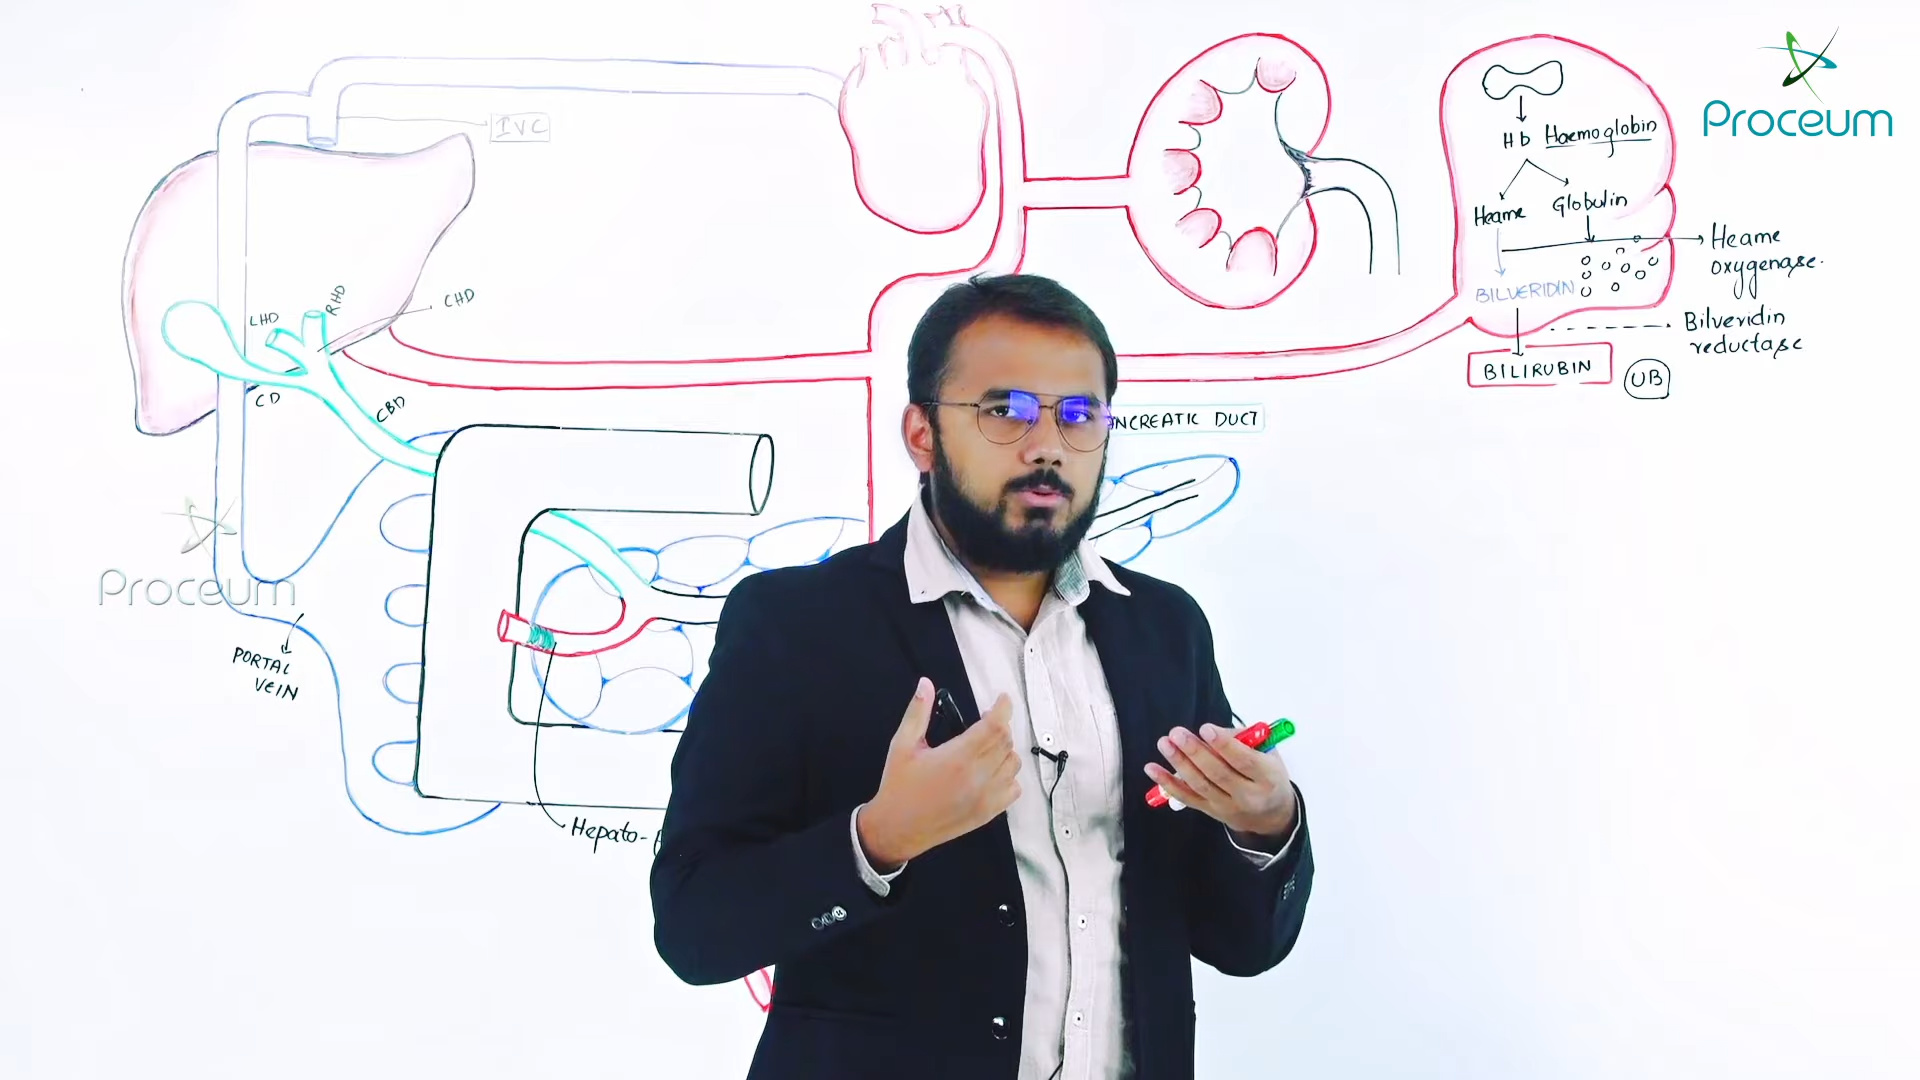 Proceum
IVC
Hb Haemoglobin
Heame
Globulin
Heame
oxygenase.
BILVERIDIN
Bilveridin
reductase
BILIRUBIN
UB
LHD
RHD
CHD
CD
CBD
NCREATIC DUCT
Proceum
PORTAL
VEIN
Hepato-